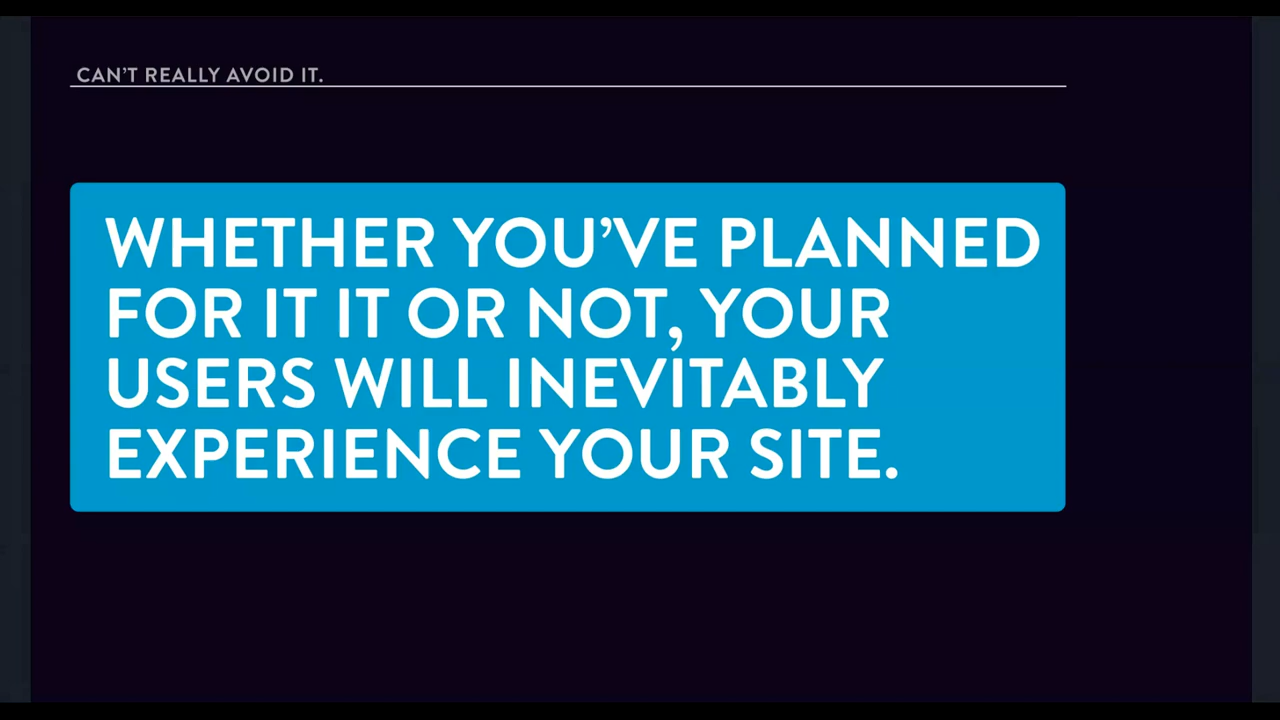 CAN'T REALLY AVOID IT.
WHETHER YOU'VE PLANNED
FOR IT IT OR NOT, YOUR
USERS WILL INEVITABLY
EXPERIENCE YOUR SITE.